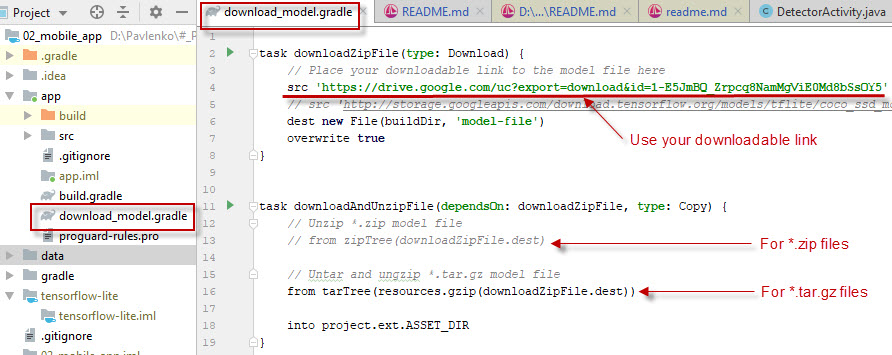 Project
02_mobile_app D:\Pavlenko\#_P
.gradle
.idea
app
build
src
.gitignore
app.iml
build.gradle
download_model.gradle
proguard-rules.pro
data
gradle
tensorflow-lite
tensorflow-lite.iml
.gitignore
02_mobile_app.iml
download_model.gradle
README.md
D:\...\README.md
readme.md
DetectorActivity.java
1
2 task downloadZipFile(type: Download) {
3 // Place your downloadable link to the model file here
4 src 'https://drive.google.com/uc?export=download&id=1-E5JmBQ_Zrpcq8NamMgViE0Md8bSsOY5'
5 // src 'http://storage.googleapis.com/download.tensorflow.org/models/tflite/coco_ssd_mo
6 dest new File(buildDir, 'model-file')
7 overwrite true
Use your downloadable link
8 }
9
10
11 task downloadAndUnzipFile(dependsOn: downloadZipFile, type: Copy) {
12 // Unzip *.zip model file
13 // from zipTree(downloadZipFile.dest)
For *.zip files
14
15 // Untar and ungzip *.tar.gz model file
16 from tarTree(resources.gzip(downloadZipFile.dest))
For *.tar.gz files
17
18 into project.ext.ASSET_DIR
19 }